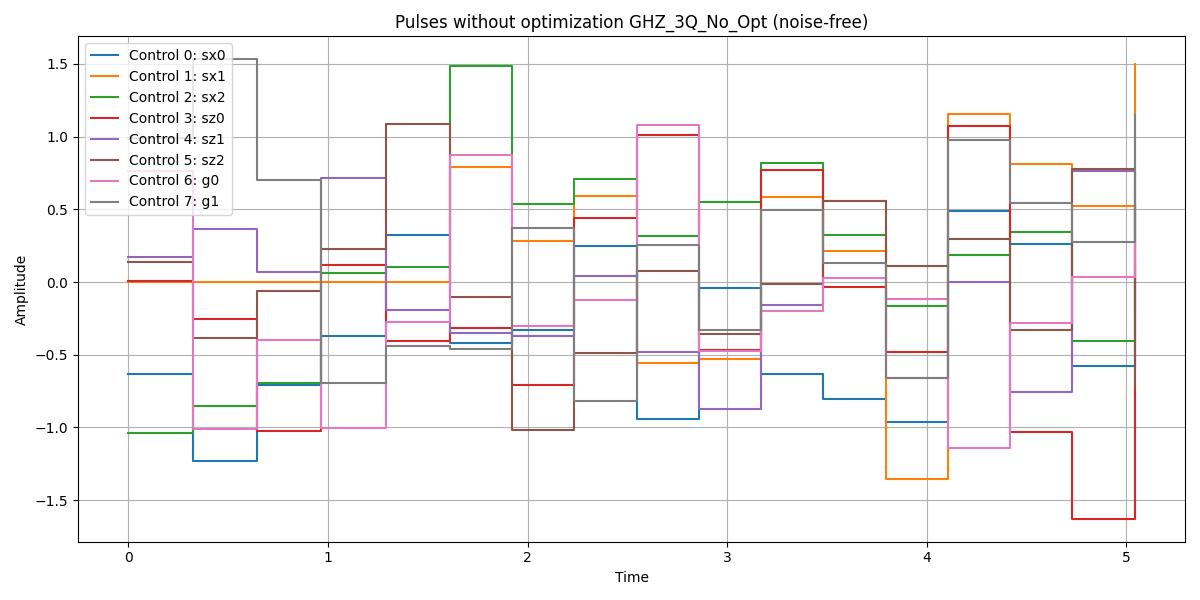 Pulses without optimization GHZ_3Q_No_Opt (noise-free)
Control 0: sx0
Control 1: sx1
Control 2: sx2
Control 3: sz0
Control 4: sz1
Control 5: sz2
Control 6: g0
Control 7: g1
1.5
1.0
0.5
0.0
−0.5
−1.0
−1.5
Amplitude
0 1 2 3 4 5
Time